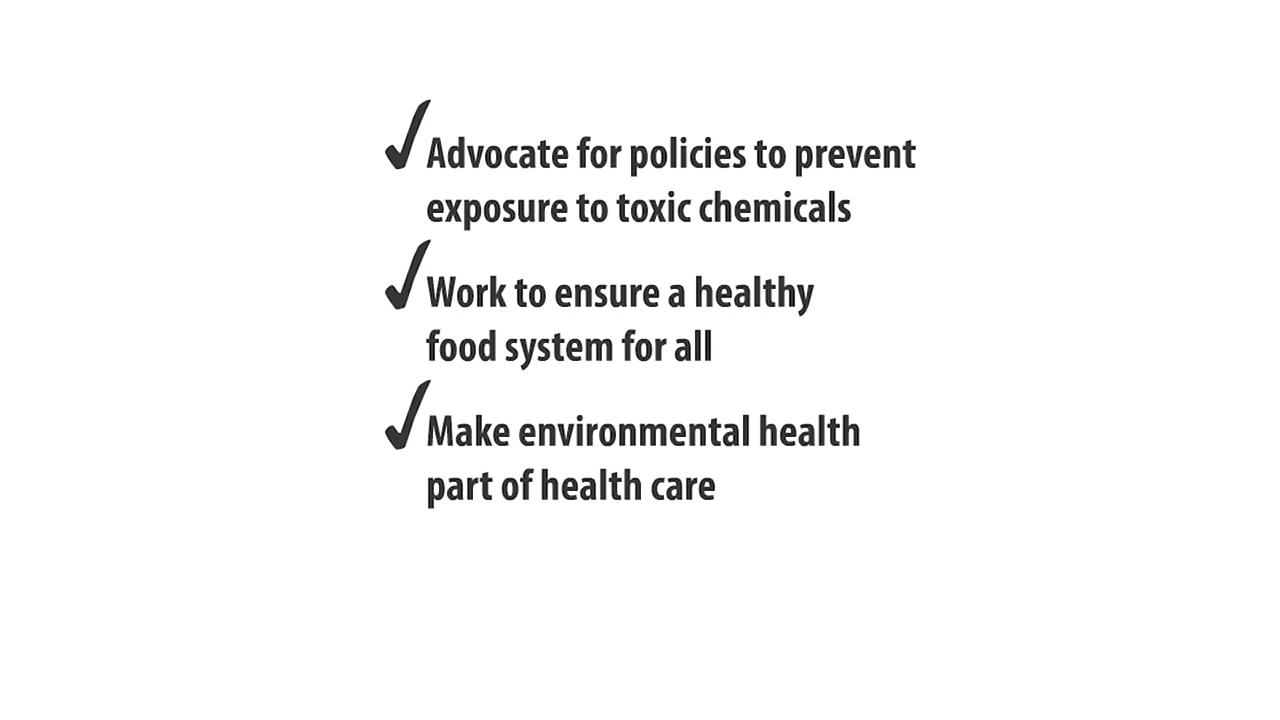 ✓Advocate for policies to prevent
exposure to toxic chemicals
✓Work to ensure a healthy
food system for all
✓Make environmental health
part of health care